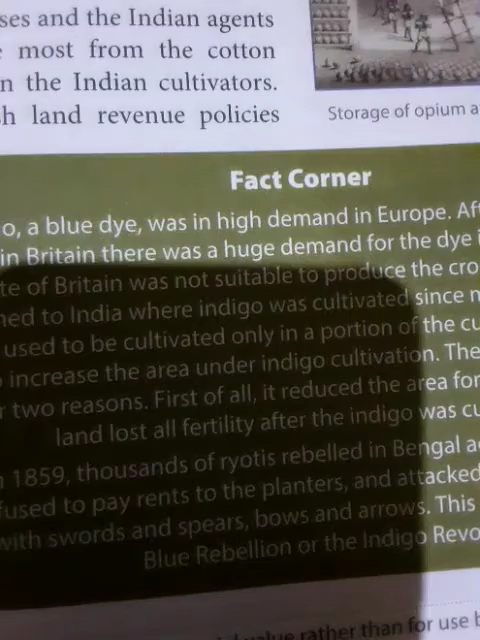 ses and the Indian agents
most from the cotton
n the Indian cultivators.
h land revenue policies
Storage of opium a
Fact Corner
o, a blue dye, was in high demand in Europe. Aft
in Britain there was a huge demand for the dye i
te of Britain was not suitable to produce the cro
ned to India where indigo was cultivated since m
used to be cultivated only in a portion of the cu
increase the area under indigo cultivation. The
r two reasons. First of all, it reduced the area for
land lost all fertility after the indigo was cu
n 1859, thousands of ryotis rebelled in Bengal a
fused to pay rents to the planters, and attacked
with swords and spears, bows and arrows. This
Blue Rebellion or the Indigo Revo
value rather than for use b